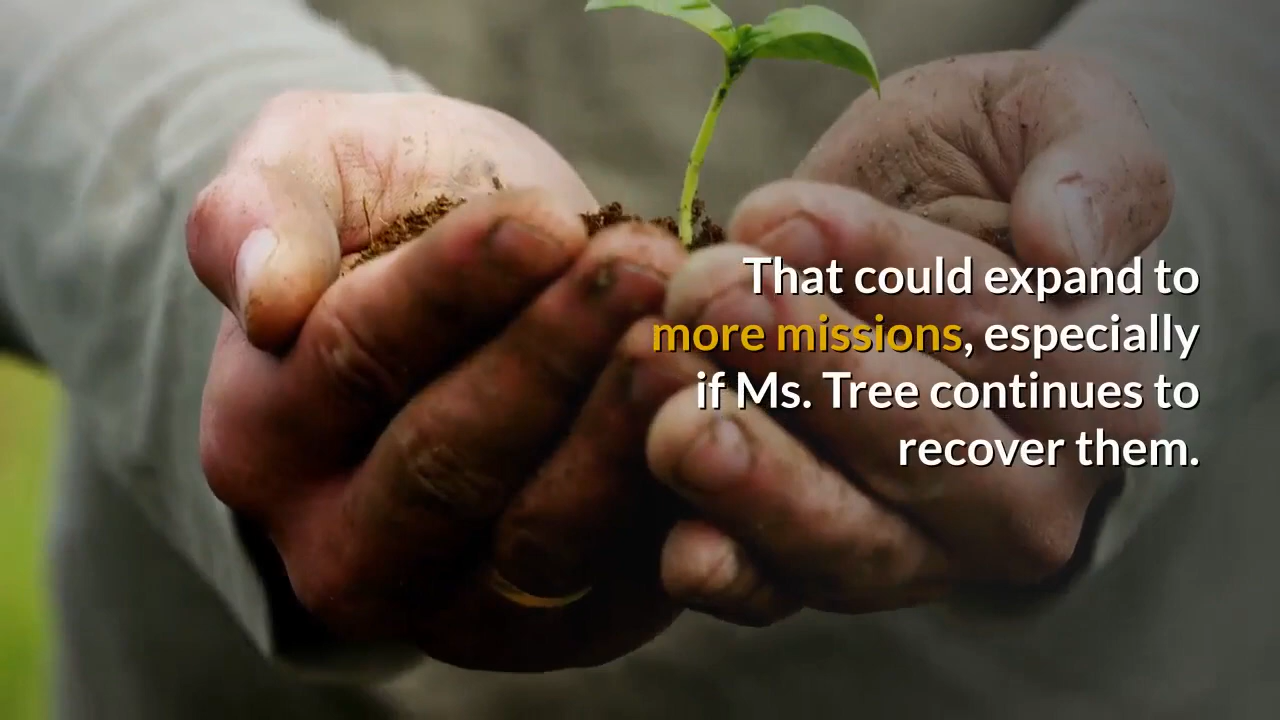 That could expand to
more missions, especially
if Ms. Tree continues to
recover them.